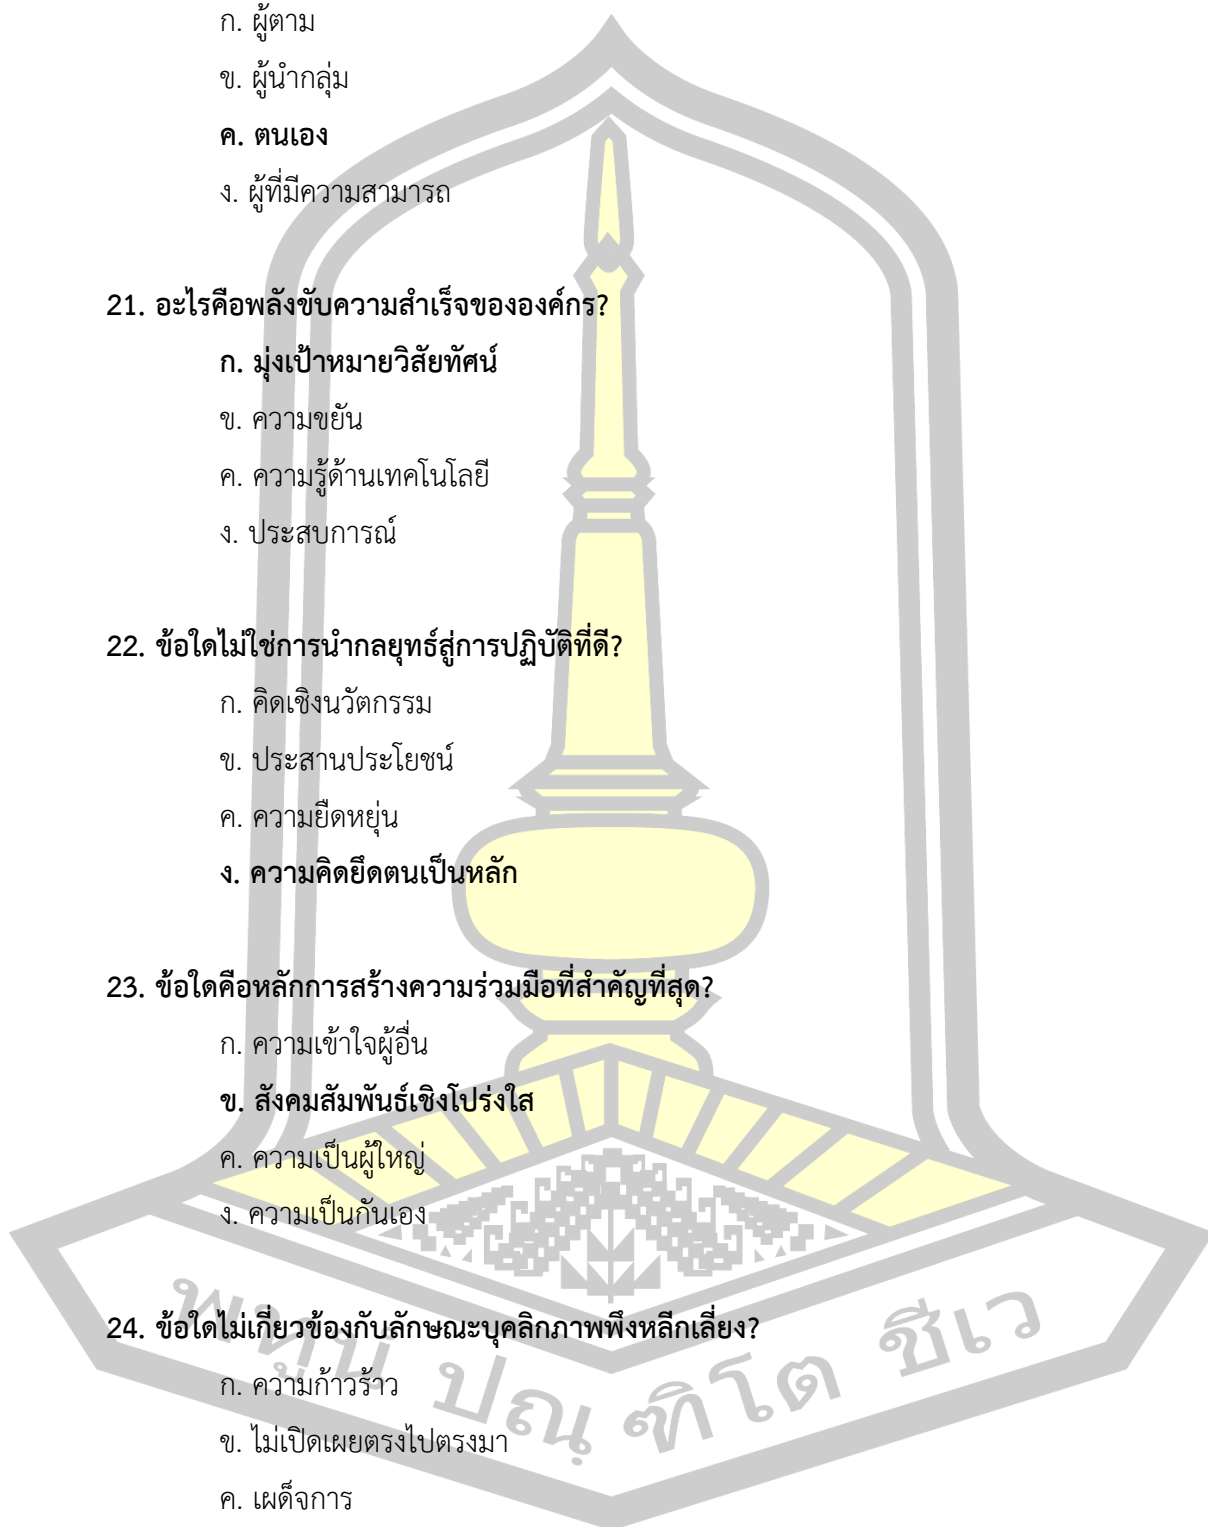 ก. ผู้ตาม
ข. ผู้นำกลุ่ม
ค. ตนเอง
ง. ผู้ที่มีความสามารถ
21. อะไรคือพลังขับความสำเร็จขององค์กร?
ก. มุ่งเป้าหมายวิสัยทัศน์
ข. ความขยัน
ค. ความรู้ด้านเทคโนโลยี
ง. ประสบการณ์
22. ข้อใดไม่ใช่การนำกลยุทธ์สู่การปฏิบัติที่ดี?
ก. คิดเชิงนวัตกรรม
ข. ประสานประโยชน์
ค. ความยืดหยุ่น
ง. ความคิดยึดตนเป็นหลัก
23. ข้อใดคือหลักการสร้างความร่วมมือที่สำคัญที่สุด?
ก. ความเข้าใจผู้อื่น
ข. สังคมสัมพันธ์เชิงโปร่งใส
ค. ความเป็นผู้ใหญ่
ง. ความเป็นกันเอง
24. ข้อใดไม่เกี่ยวข้องกับลักษณะบุคลิกภาพพึงหลีกเลี่ยง?
ก. ความก้าวร้าว
ข. ไม่เปิดเผยตรงไปตรงมา
ค. เผด็จการ
พหูนํ ปณฺฑิโต ชีเว